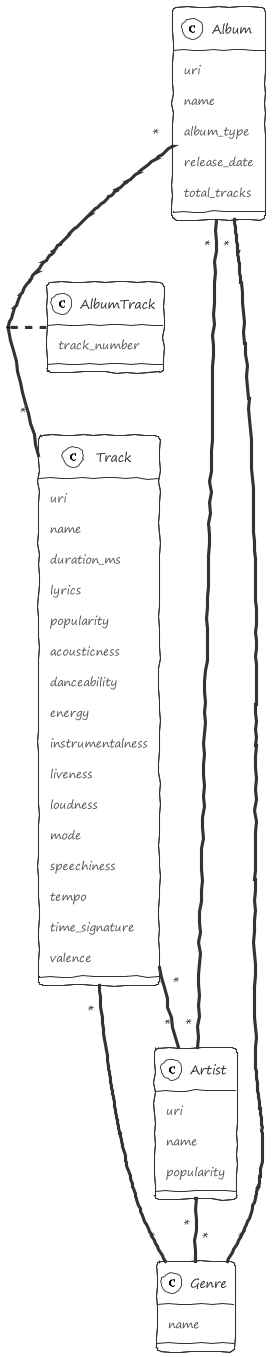 C Album
uri
name
album_type
release_date
total_tracks
*
*
*
C AlbumTrack
track_number
*
C Track
uri
name
duration_ms
lyrics
popularity
acousticness
danceability
energy
instrumentalness
liveness
loudness
mode
speechiness
tempo
time_signature
valence
*
*
*
*
C Artist
uri
name
popularity
*
*
C Genre
name